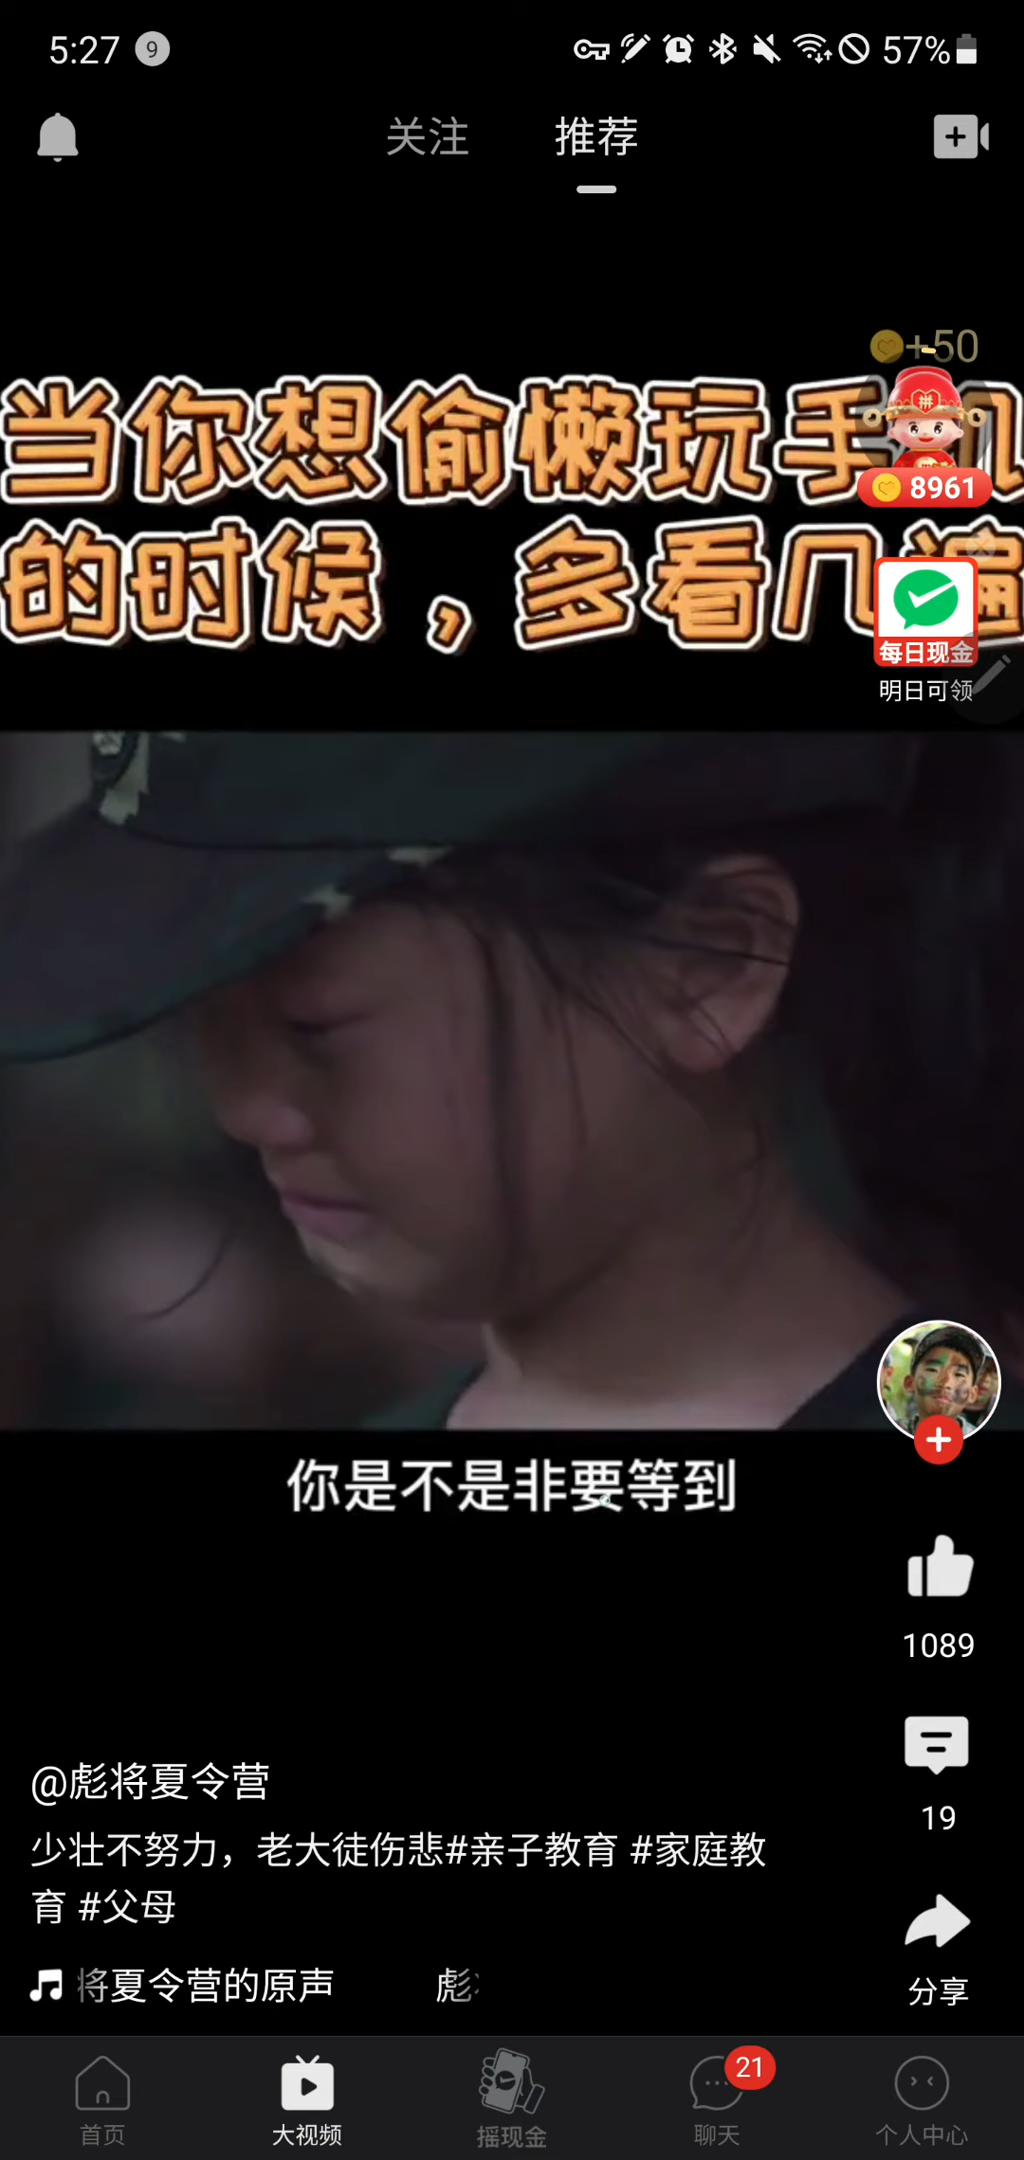 5:27 9 57%
关注 推荐
+50
当你想偷懒玩手机
拼
8961
的时候，多看几遍
每日现金
明日可领
你是不是非要等到
1089
19
@彪将夏令营
少壮不努力，老大徒伤悲#亲子教育 #家庭教
育 #父母
将夏令营的原声 彪
分享
首页 大视频 摇现金 聊天 21 个人中心